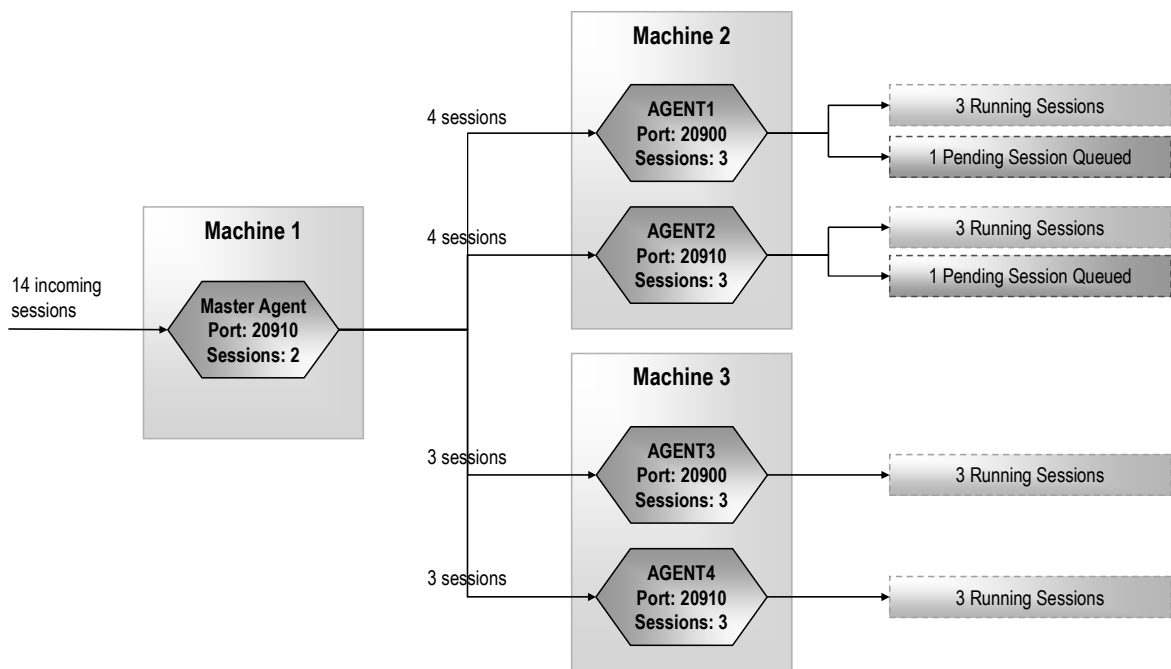 14 incoming
sessions
Machine 1
Master Agent
Port: 20910
Sessions: 2
4 sessions
4 sessions
3 sessions
3 sessions
Machine 2
AGENT1
Port: 20900
Sessions: 3
AGENT2
Port: 20910
Sessions: 3
3 Running Sessions
1 Pending Session Queued
3 Running Sessions
1 Pending Session Queued
Machine 3
AGENT3
Port: 20900
Sessions: 3
AGENT4
Port: 20910
Sessions: 3
3 Running Sessions
3 Running Sessions